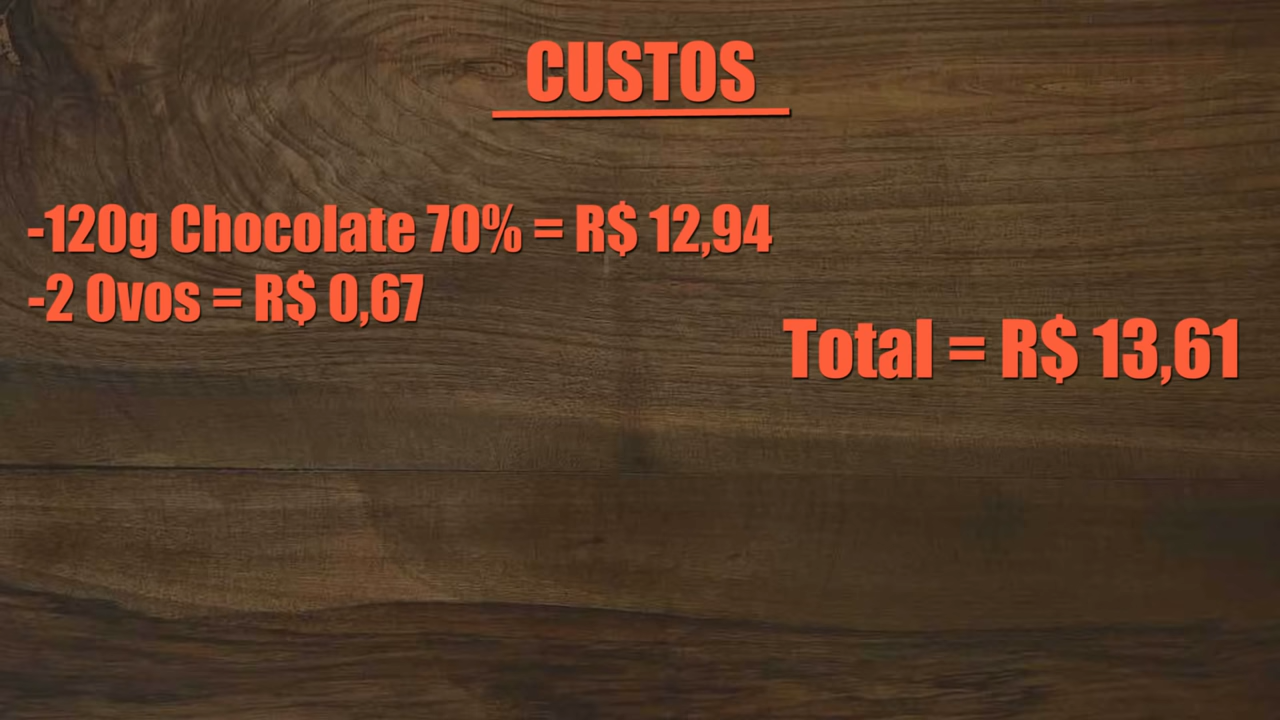 CUSTOS
-120g Chocolate 70% = R$ 12,94
-2 Ovos = R$ 0,67
Total = R$ 13,61